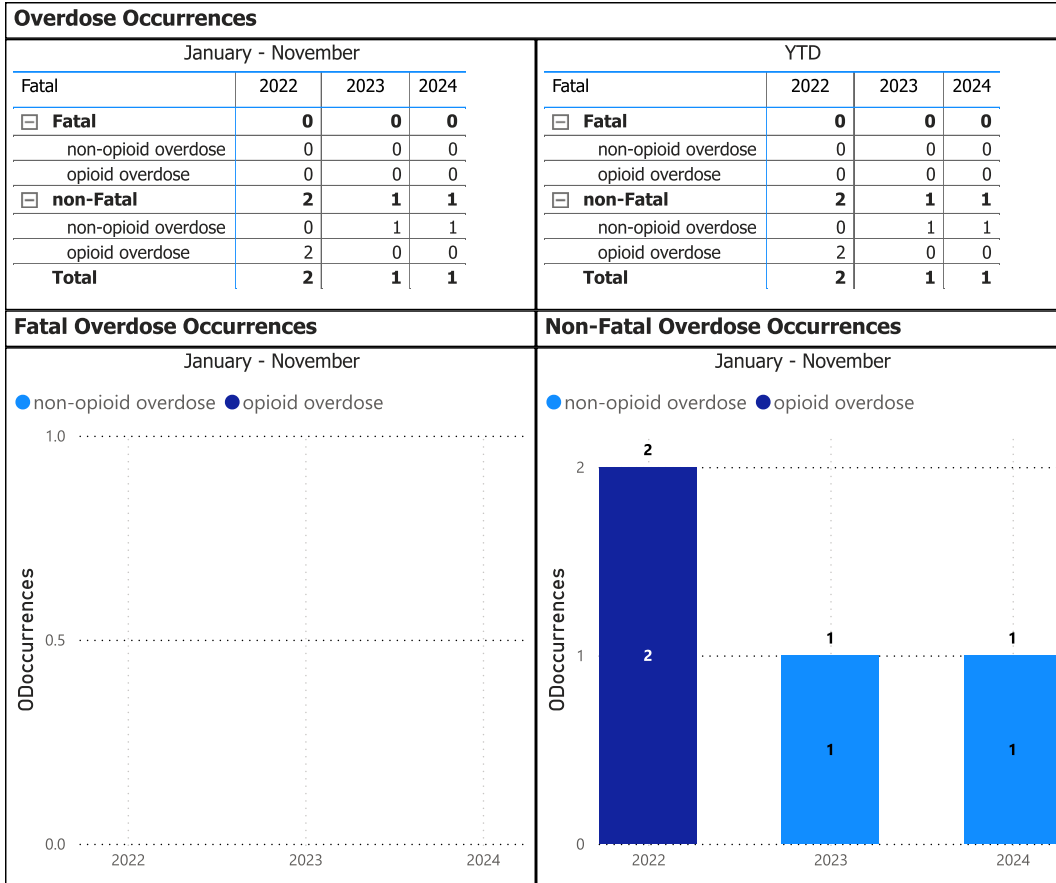 Overdose Occurrences
January - November
Fatal 2022 2023 2024
Fatal 0 0 0
non-opioid overdose 0 0 0
opioid overdose 0 0 0
non-Fatal 2 1 1
non-opioid overdose 0 1 1
opioid overdose 2 0 0
Total 2 1 1
YTD
Fatal 2022 2023 2024
Fatal 0 0 0
non-opioid overdose 0 0 0
opioid overdose 0 0 0
non-Fatal 2 1 1
non-opioid overdose 0 1 1
opioid overdose 2 0 0
Total 2 1 1
Fatal Overdose Occurrences
January - November
non-opioid overdose opioid overdose
ODoccurrences
1.0
0.5
0.0
2022 2023 2024
Non-Fatal Overdose Occurrences
January - November
non-opioid overdose opioid overdose
ODoccurrences
2
2
1 1
1
2
1 1
0
2022 2023 2024